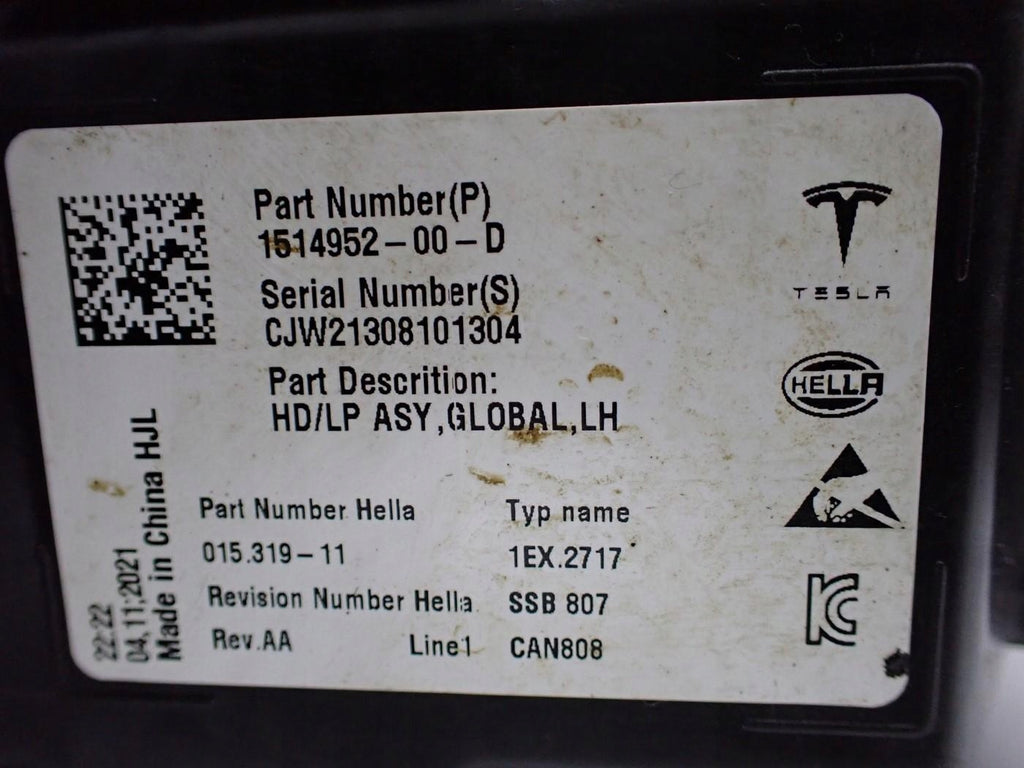 Part Number(P)
1514952-00-D
Serial Number(S)
CJW21308101304
Part Descrition:
HD/LP ASY,GLOBAL,LH
TESLA
HELLA
Part Number Hella
015.319-11
Revision Number Hella
Rev.AA
Line1
Typ name
1EX.2717
SSB 807
CAN808
22:22
04,11,2021
Made in China HJL
KC